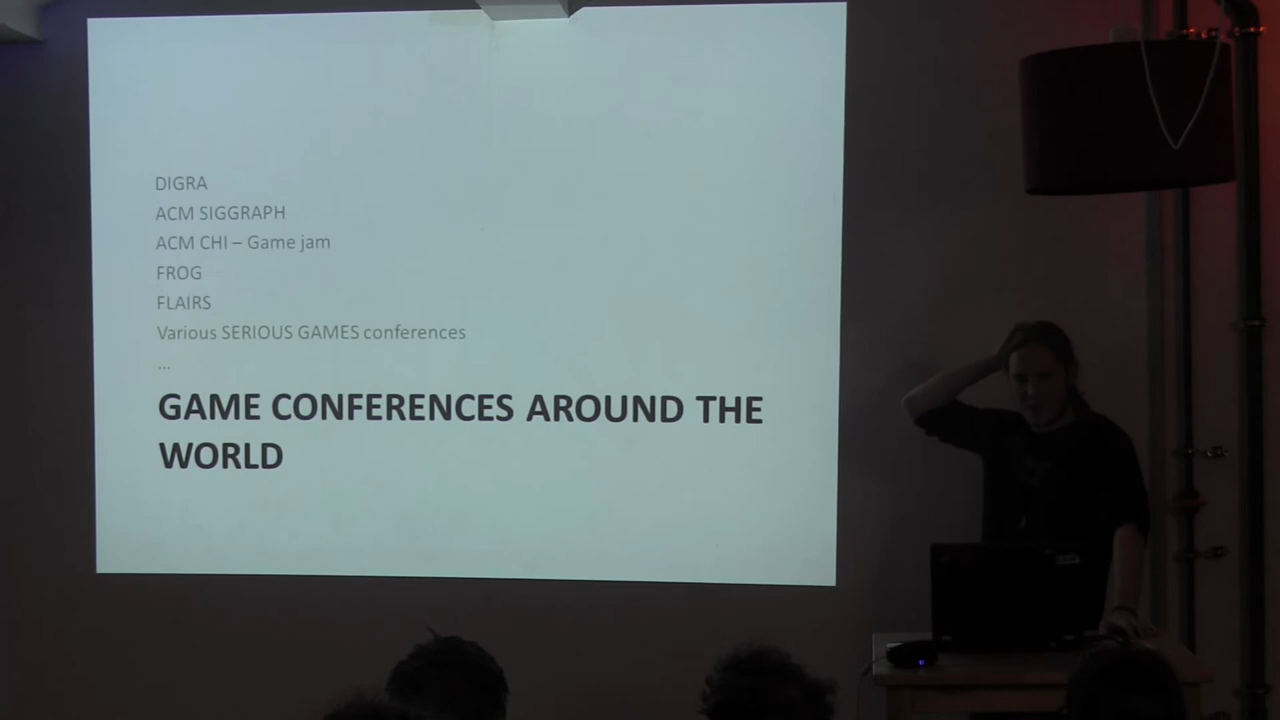 DIGRA
ACM SIGGRAPH
ACM CHI – Game jam
FROG
FLAIRS
Various SERIOUS GAMES conferences
...
GAME CONFERENCES AROUND THE
WORLD